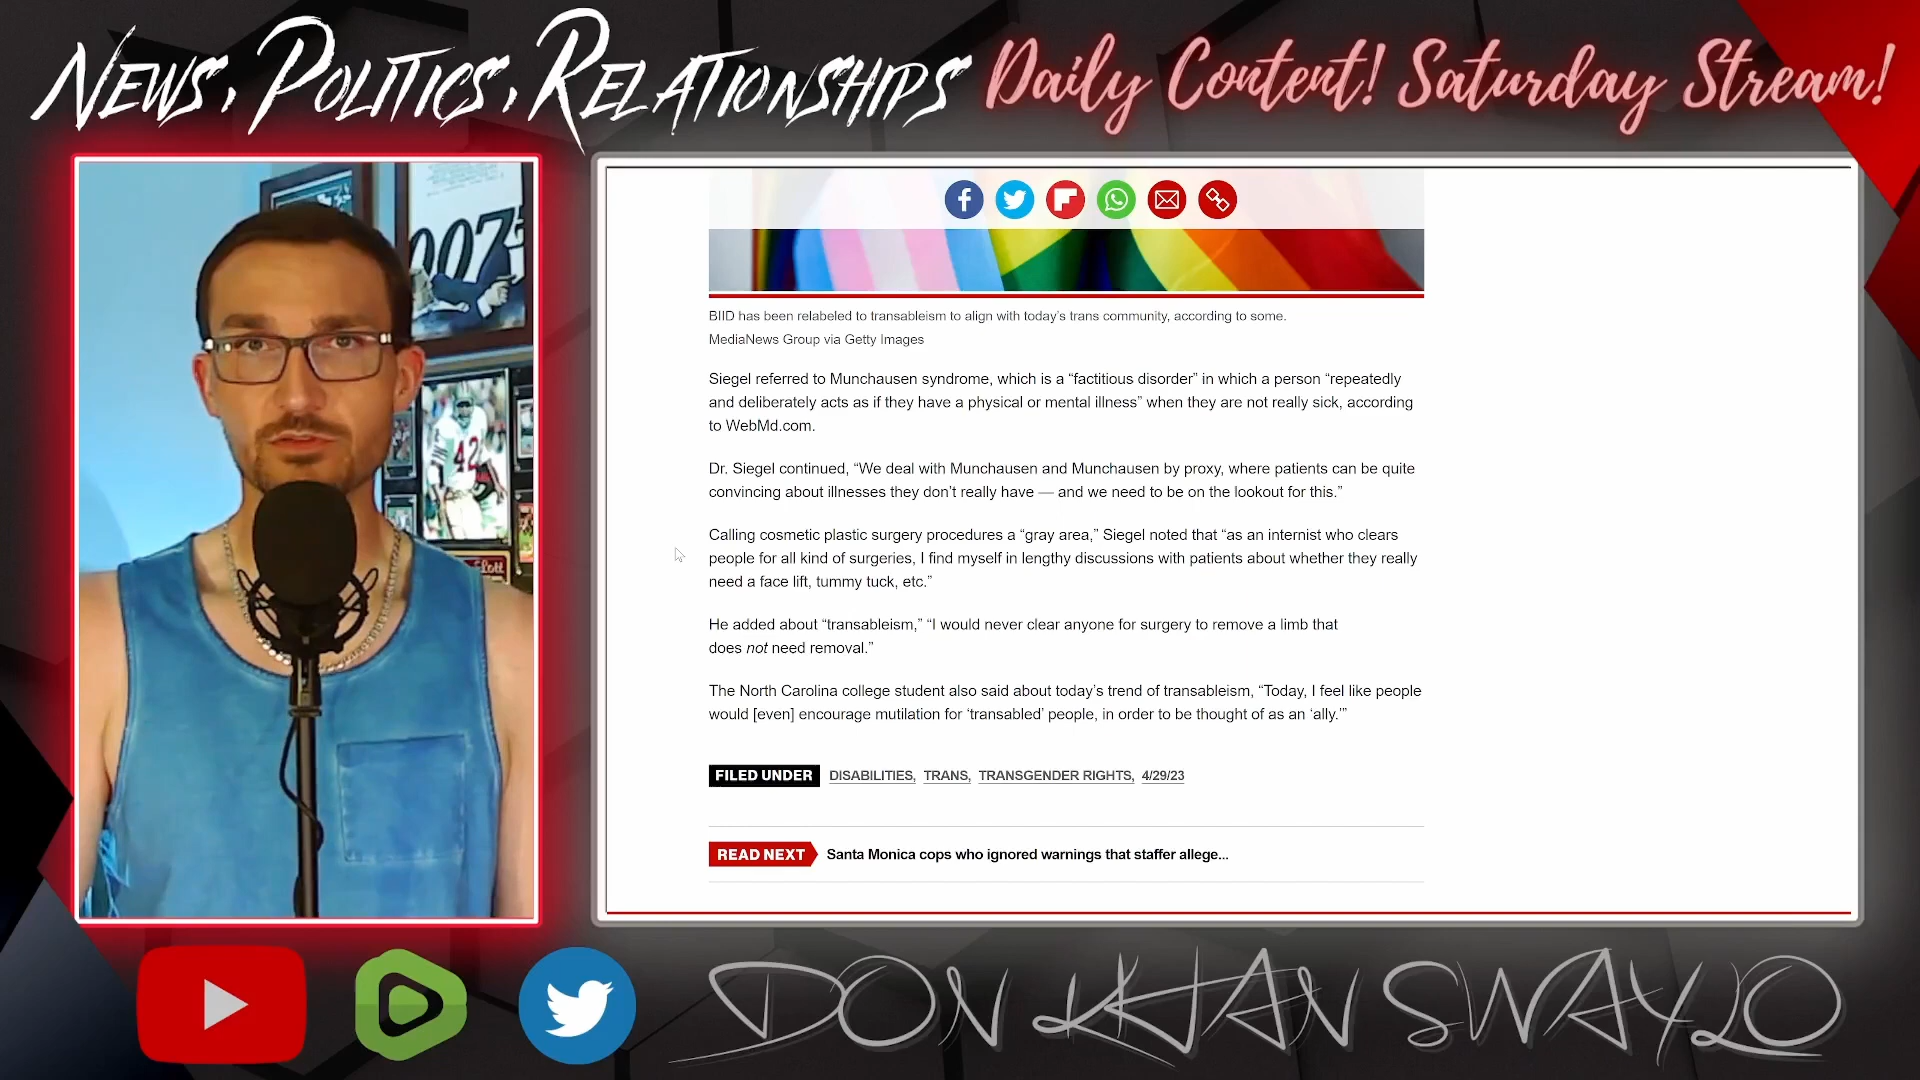 NEWS, POLITICS, RELATIONSHIPS
Daily Content! Saturday Stream!
007
42
BIID has been relabeled to transableism to align with today's trans community, according to some.
MediaNews Group via Getty Images
Siegel referred to Munchausen syndrome, which is a “factitious disorder” in which a person “repeatedly
and deliberately acts as if they have a physical or mental illness” when they are not really sick, according
to WebMd.com.
Dr. Siegel continued, “We deal with Munchausen and Munchausen by proxy, where patients can be quite
convincing about illnesses they don’t really have — and we need to be on the lookout for this.”
Calling cosmetic plastic surgery procedures a “gray area,” Siegel noted that “as an internist who clears
people for all kind of surgeries, I find myself in lengthy discussions with patients about whether they really
need a face lift, tummy tuck, etc.”
He added about “transableism,” “I would never clear anyone for surgery to remove a limb that
does not need removal.”
The North Carolina college student also said about today’s trend of transableism, “Today, I feel like people
would [even] encourage mutilation for ‘transabled’ people, in order to be thought of as an ‘ally.’”
FILED UNDER DISABILITIES, TRANS, TRANSGENDER RIGHTS, 4/29/23
READ NEXT Santa Monica cops who ignored warnings that staffer allege...
DON KHAN SWAYLO